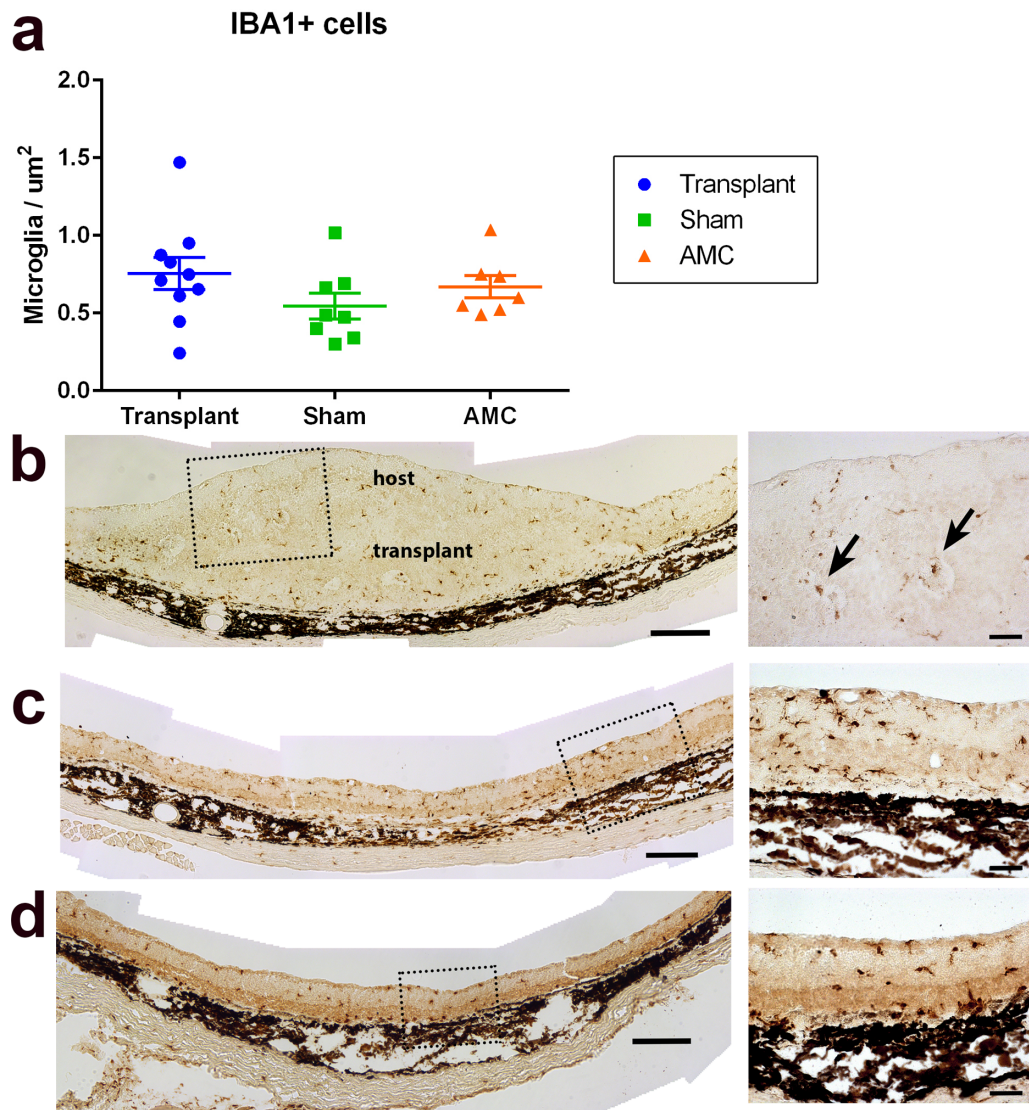 a
IBA1+ cells
Microglia / um²
2.0
1.5
1.0
0.5
0.0
Transplant
Sham
AMC
Transplant
Sham
AMC
b
host
transplant
c
d